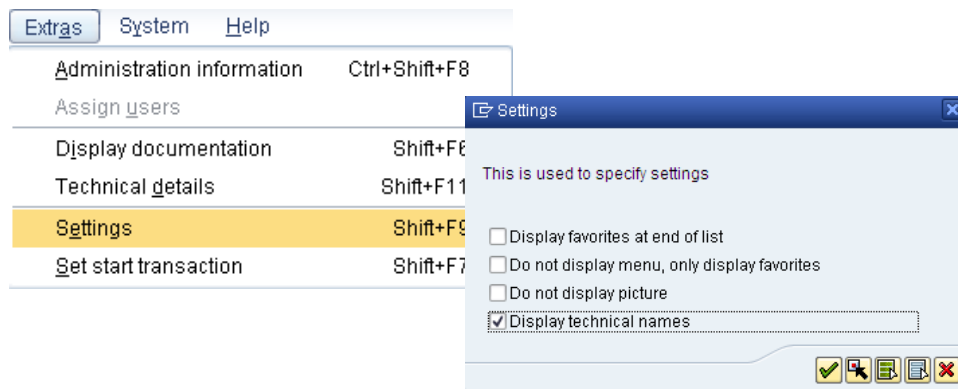 Extras System Help
Administration information Ctrl+Shift+F8
Assign users
Display documentation Shift+F6
Technical details Shift+F11
Settings Shift+F9
Set start transaction Shift+F7
Settings
This is used to specify settings
Display favorites at end of list
Do not display menu, only display favorites
Do not display picture
Display technical names